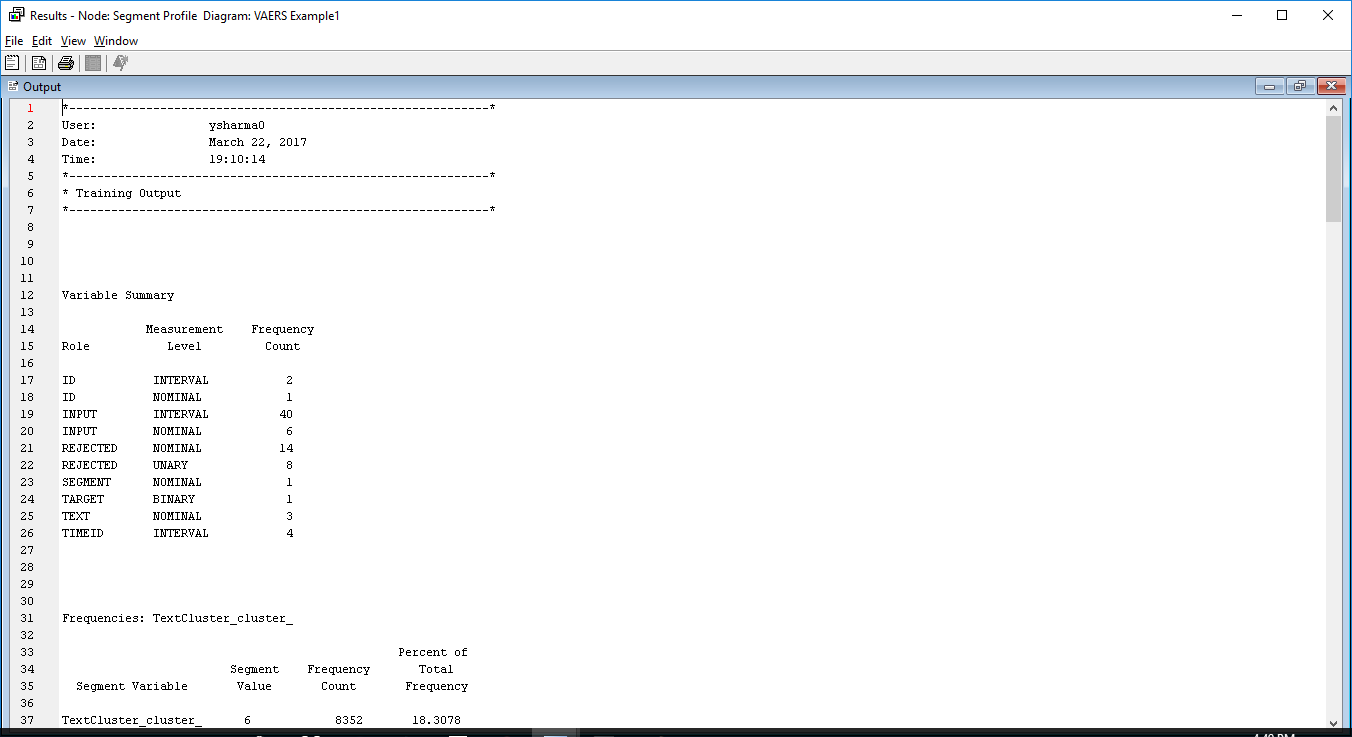 Results - Node: Segment Profile  Diagram: VAERS Example1
File Edit View Window
Output
1 *------------------------------------------------------------*
2 User:                ysharma0
3 Date:                March 22, 2017
4 Time:                19:10:14
5 *------------------------------------------------------------*
6 * Training Output
7 *------------------------------------------------------------*
8
9
10
11
12 Variable Summary
13
14             Measurement    Frequency
15 Role           Level         Count
16
17 ID           INTERVAL           2
18 ID           NOMINAL            1
19 INPUT        INTERVAL          40
20 INPUT        NOMINAL            6
21 REJECTED     NOMINAL           14
22 REJECTED     UNARY              8
23 SEGMENT      NOMINAL            1
24 TARGET       BINARY             1
25 TEXT         NOMINAL            3
26 TIMEID       INTERVAL           4
27
28
29
30
31 Frequencies: TextCluster_cluster_
32
33                                                 Percent of
34                         Segment    Frequency       Total
35   Segment Variable       Value       Count       Frequency
36
37 TextCluster_cluster_      6            8352       18.3078